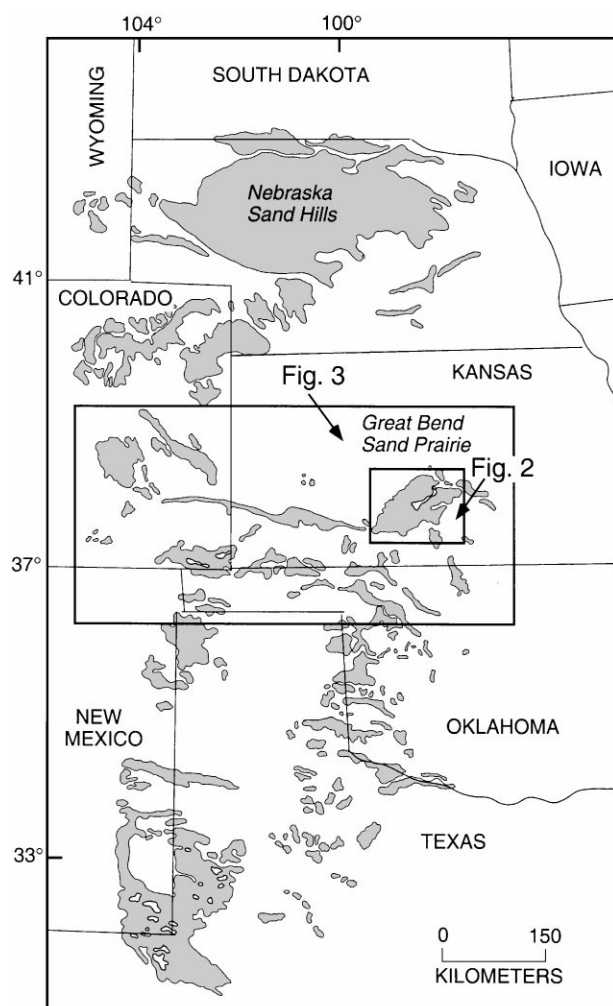 104°
100°
SOUTH DAKOTA
WYOMING
IOWA
Nebraska
Sand Hills
41°
COLORADO
KANSAS
Fig. 3
Great Bend
Sand Prairie
Fig. 2
37°
NEW
MEXICO
OKLAHOMA
TEXAS
33°
0 150
KILOMETERS